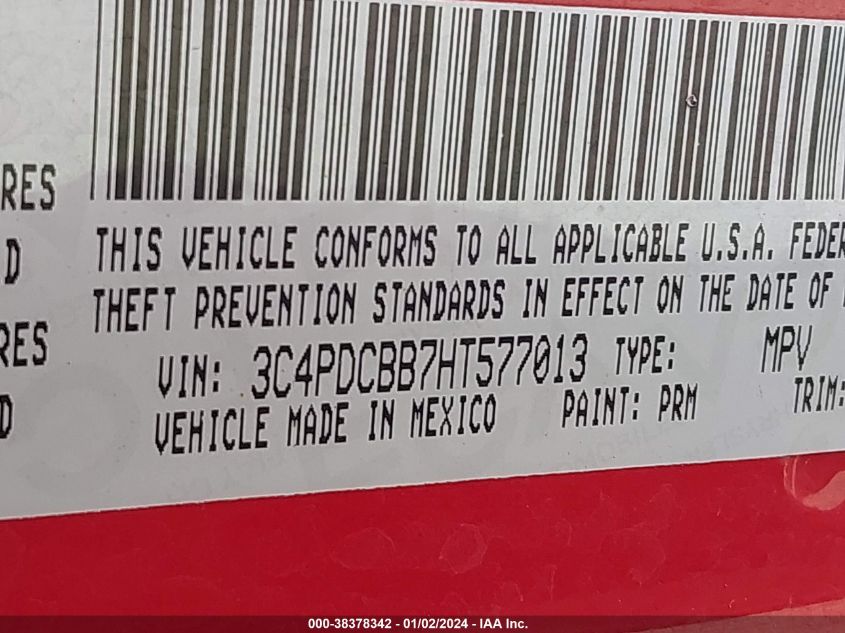 RES
D
THIS VEHICLE CONFORMS TO ALL APPLICABLE U.S.A. FEDER
THEFT PREVENTION STANDARDS IN EFFECT ON THE DATE OF
RES
VIN: 3C4PDCBB7HT577013 TYPE: MPV
D
VEHICLE MADE IN MEXICO PAINT: PRM TRIM:
000-38378342 - 01/02/2024 - IAA Inc.